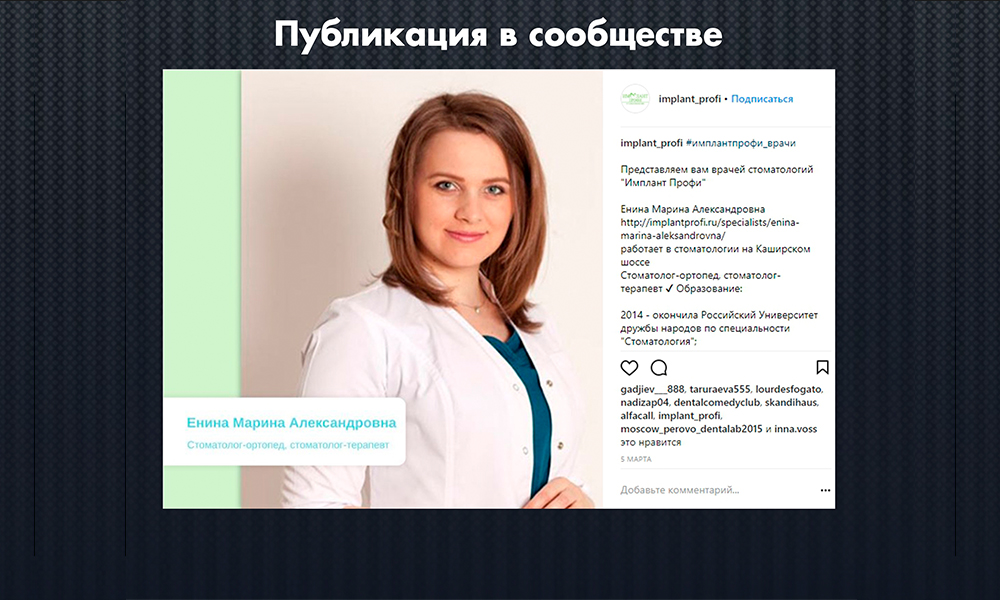 Публикация в сообществе
Енина Марина Александровна
Стоматолог-ортопед, стоматолог-терапевт
implant_profi • Подписаться
implant_profi #имплантпрофи_врачи
Представляем вам врачей стоматологий
"Имплант Профи"
Енина Марина Александровна
http://implantprofi.ru/specialists/enina-
marina-aleksandrovna/
работает в стоматологии на Каширском
шоссе
Стоматолог-ортопед, стоматолог-
терапевт ✔ Образование:
2014 - окончила Российский Университет
дружбы народов по специальности
"Стоматология";
gadjiev___888, taruraeva555, lourdesfogato,
nadizap04, dentalcomedyclub, skandihaus,
alfacall, implant_profi,
moscow_perovo_dentalab2015 и inna.voss
это нравится
5 МАРТА
Добавьте комментарий...